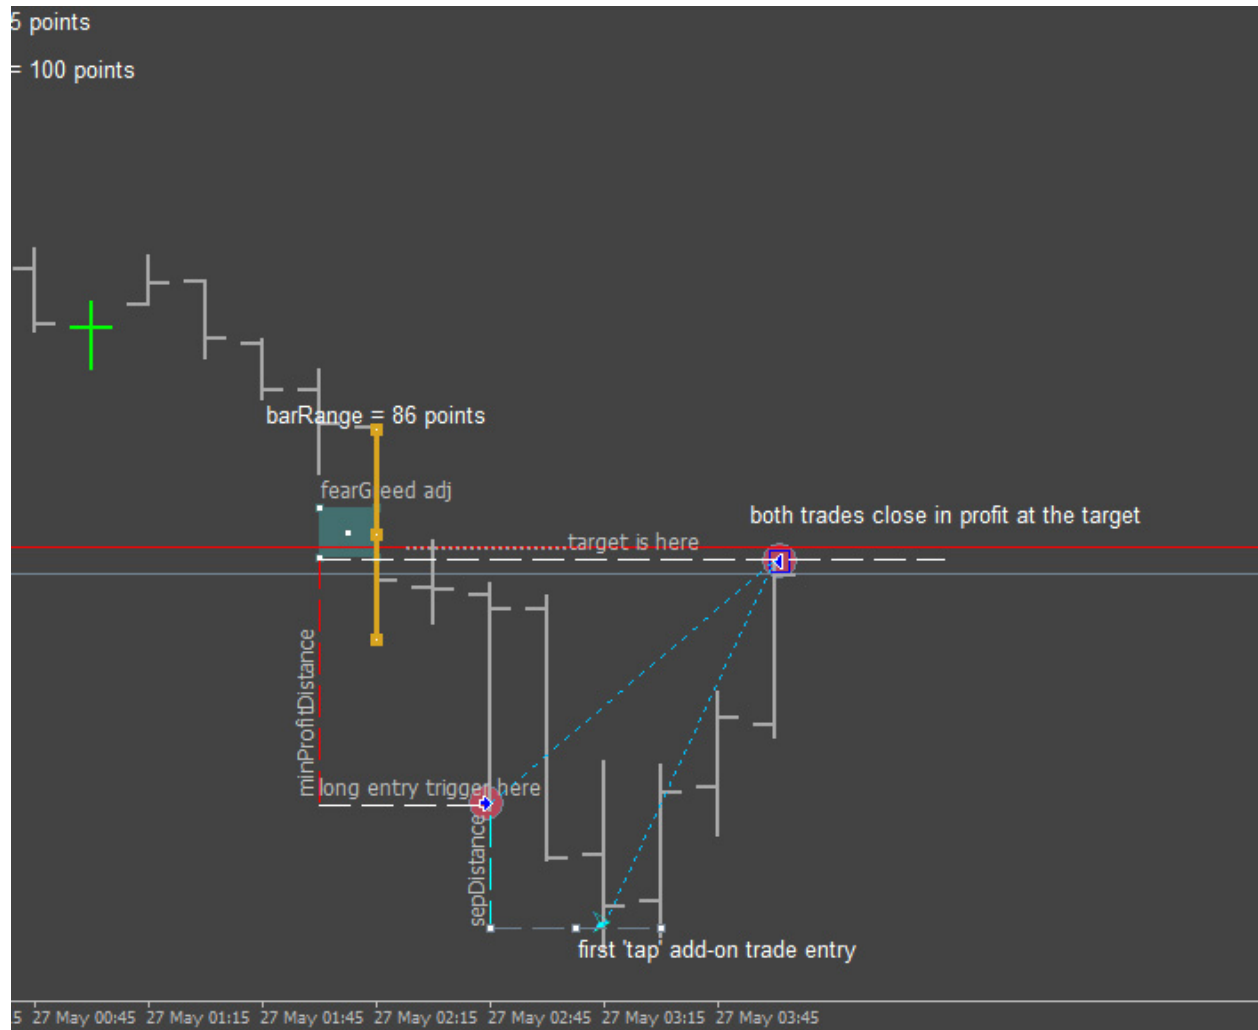 5 points
= 100 points
barRange = 86 points
fearGreed adj
both trades close in profit at the target
target is here
minProfitDistance
long entry trigger here
sepDistance
first 'tap' add-on trade entry
5 27 May 00:45 27 May 01:15 27 May 01:45 27 May 02:15 27 May 02:45 27 May 03:15 27 May 03:45